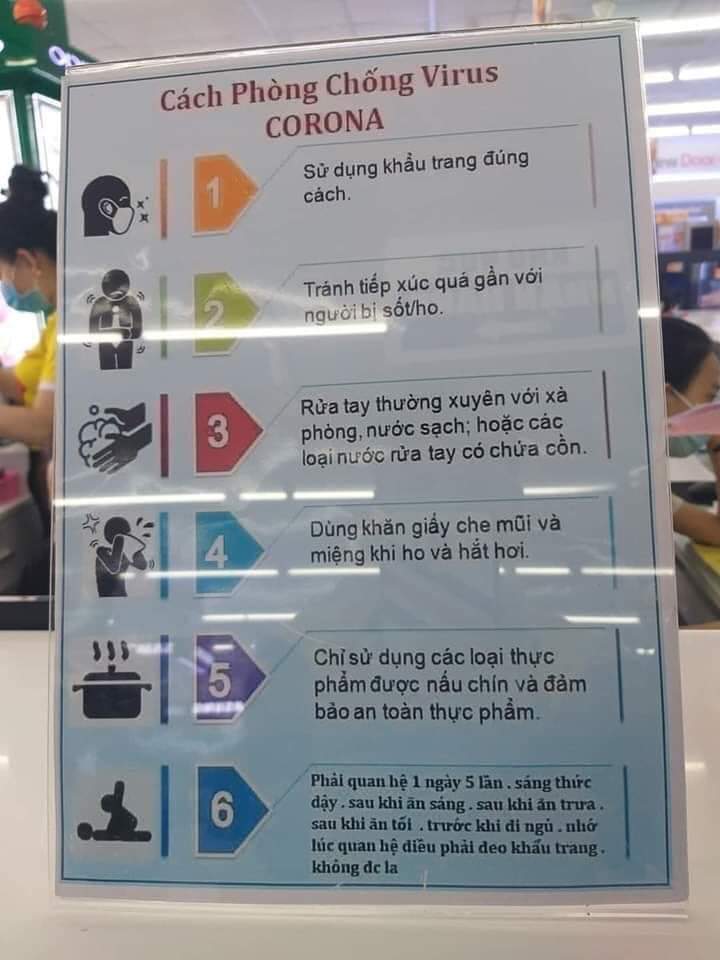 Cách Phòng Chống Virus
CORONA
1
Sử dụng khẩu trang đúng
cách.
2
Tránh tiếp xúc quá gần với
người bị sốt/ho.
3
Rửa tay thường xuyên với xà
phòng, nước sạch; hoặc các
loại nước rửa tay có chứa cồn.
4
Dùng khăn giấy che mũi và
miệng khi ho và hắt hơi.
5
Chỉ sử dụng các loại thực
phẩm được nấu chín và đảm
bảo an toàn thực phẩm.
6
Phải quan hệ 1 ngày 5 lần . sáng thức
dậy . sau khi ăn sáng . sau khi ăn trưa .
sau khi ăn tối . trước khi đi ngủ . nhớ
lúc quan hệ điều phải đeo khẩu trang .
không đc la